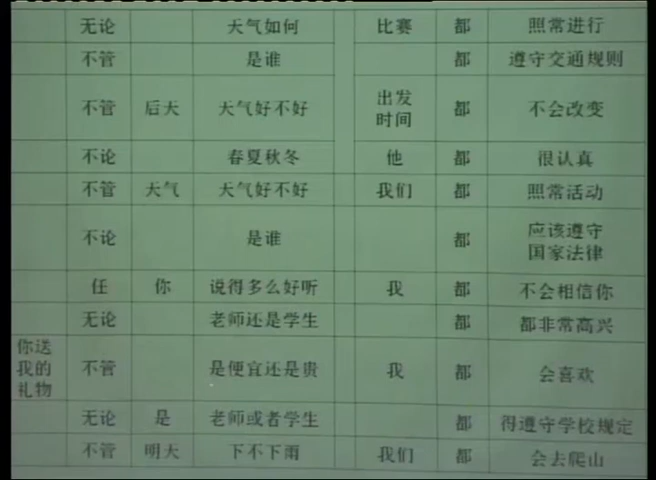 无论 天气如何 比赛 都 照常进行
不管 是谁 都 遵守交通规则
不管 后天 天气好不好 出发时间 都 不会改变
不论 春夏秋冬 他 都 很认真
不管 天气 天气好不好 我们 都 照常活动
不论 是谁 都 应该遵守国家法律
任 你 说得多么好听 我 都 不会相信你
无论 老师还是学生 都 都非常高兴
你送我的礼物 不管 是便宜还是贵 我 都 会喜欢
无论 是 老师或者学生 都 得遵守学校规定
不管 明天 下不下雨 我们 都 会去爬山